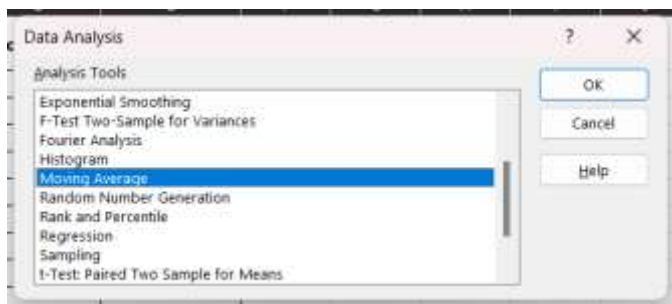 Data Analysis ? ×
Analysis Tools
OK
Cancel
Help
Exponential Smoothing
F-Test Two-Sample for Variances
Fourier Analysis
Histogram
Moving Average
Random Number Generation
Rank and Percentile
Regression
Sampling
t-Test: Paired Two Sample for Means